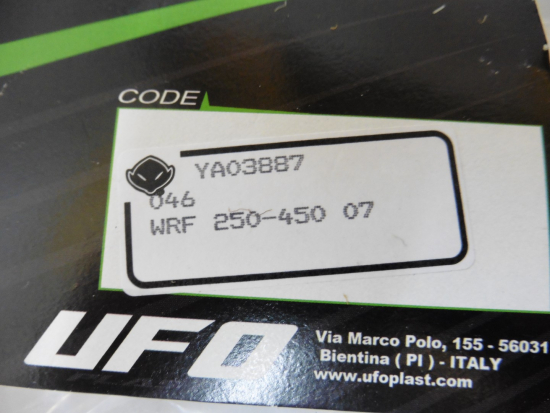 CODE
YA03887
046
WRF 250-450 07
UFO
Via Marco Polo, 155 - 56031
Bientina ( PI ) - ITALY
www.ufoplast.com